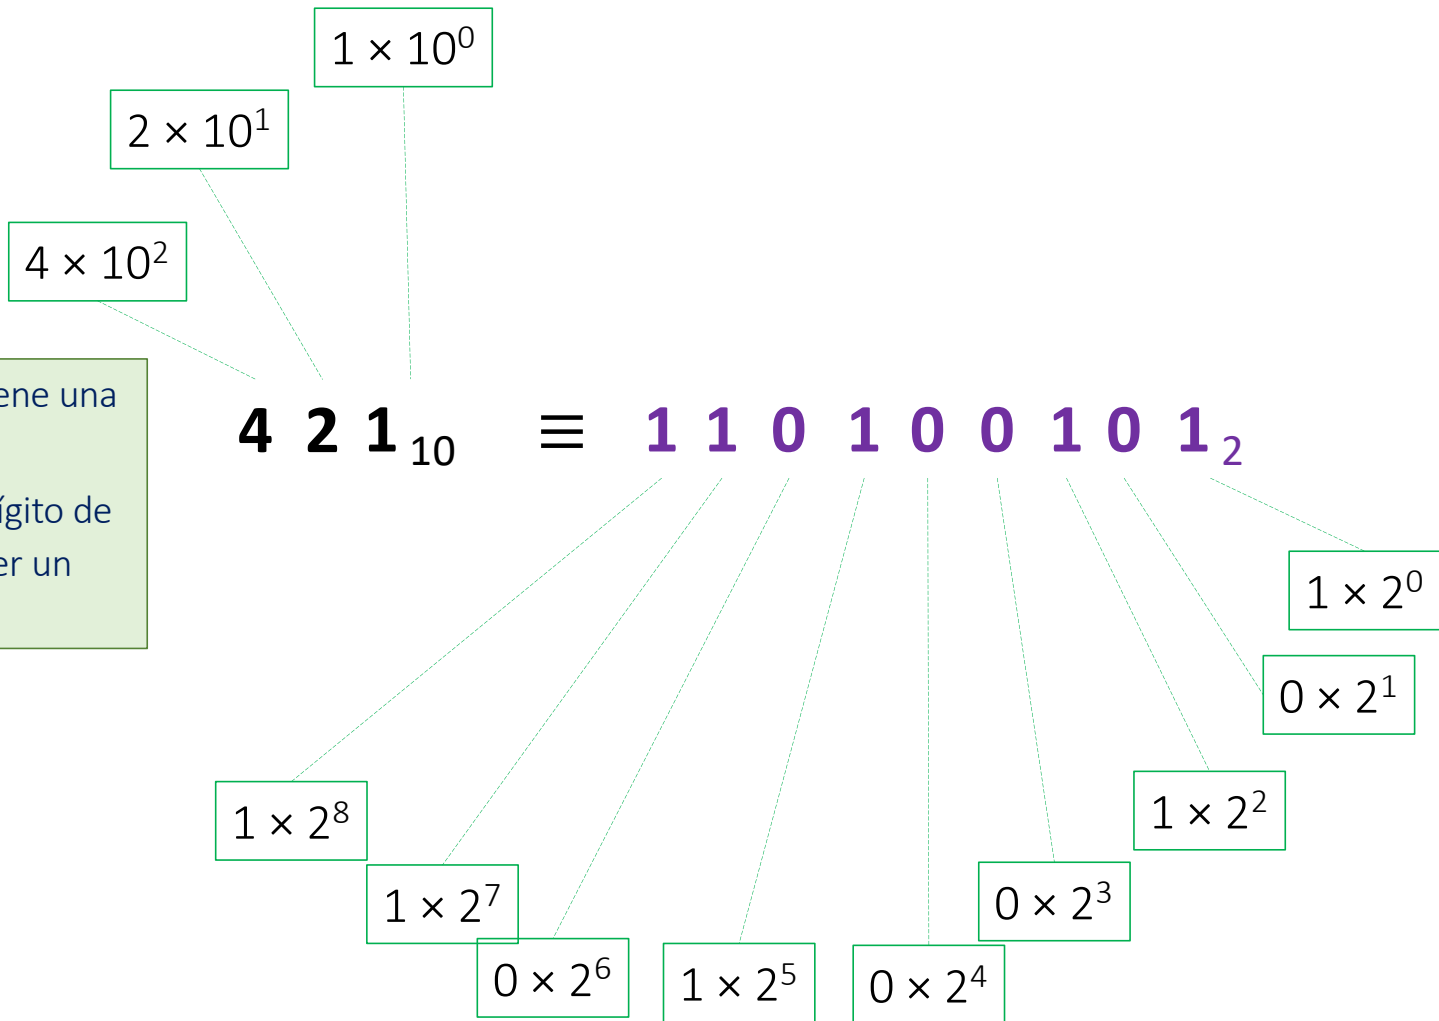 1 × 10⁰
2 × 10¹
4 × 10²
ene una
ígito de
er un
4 2 1₁₀ ≡ 1 1 0 1 0 0 1 0 1₂
1 × 2⁰
0 × 2¹
1 × 2²
0 × 2³
1 × 2⁸
1 × 2⁷
0 × 2⁶
1 × 2⁵
0 × 2⁴